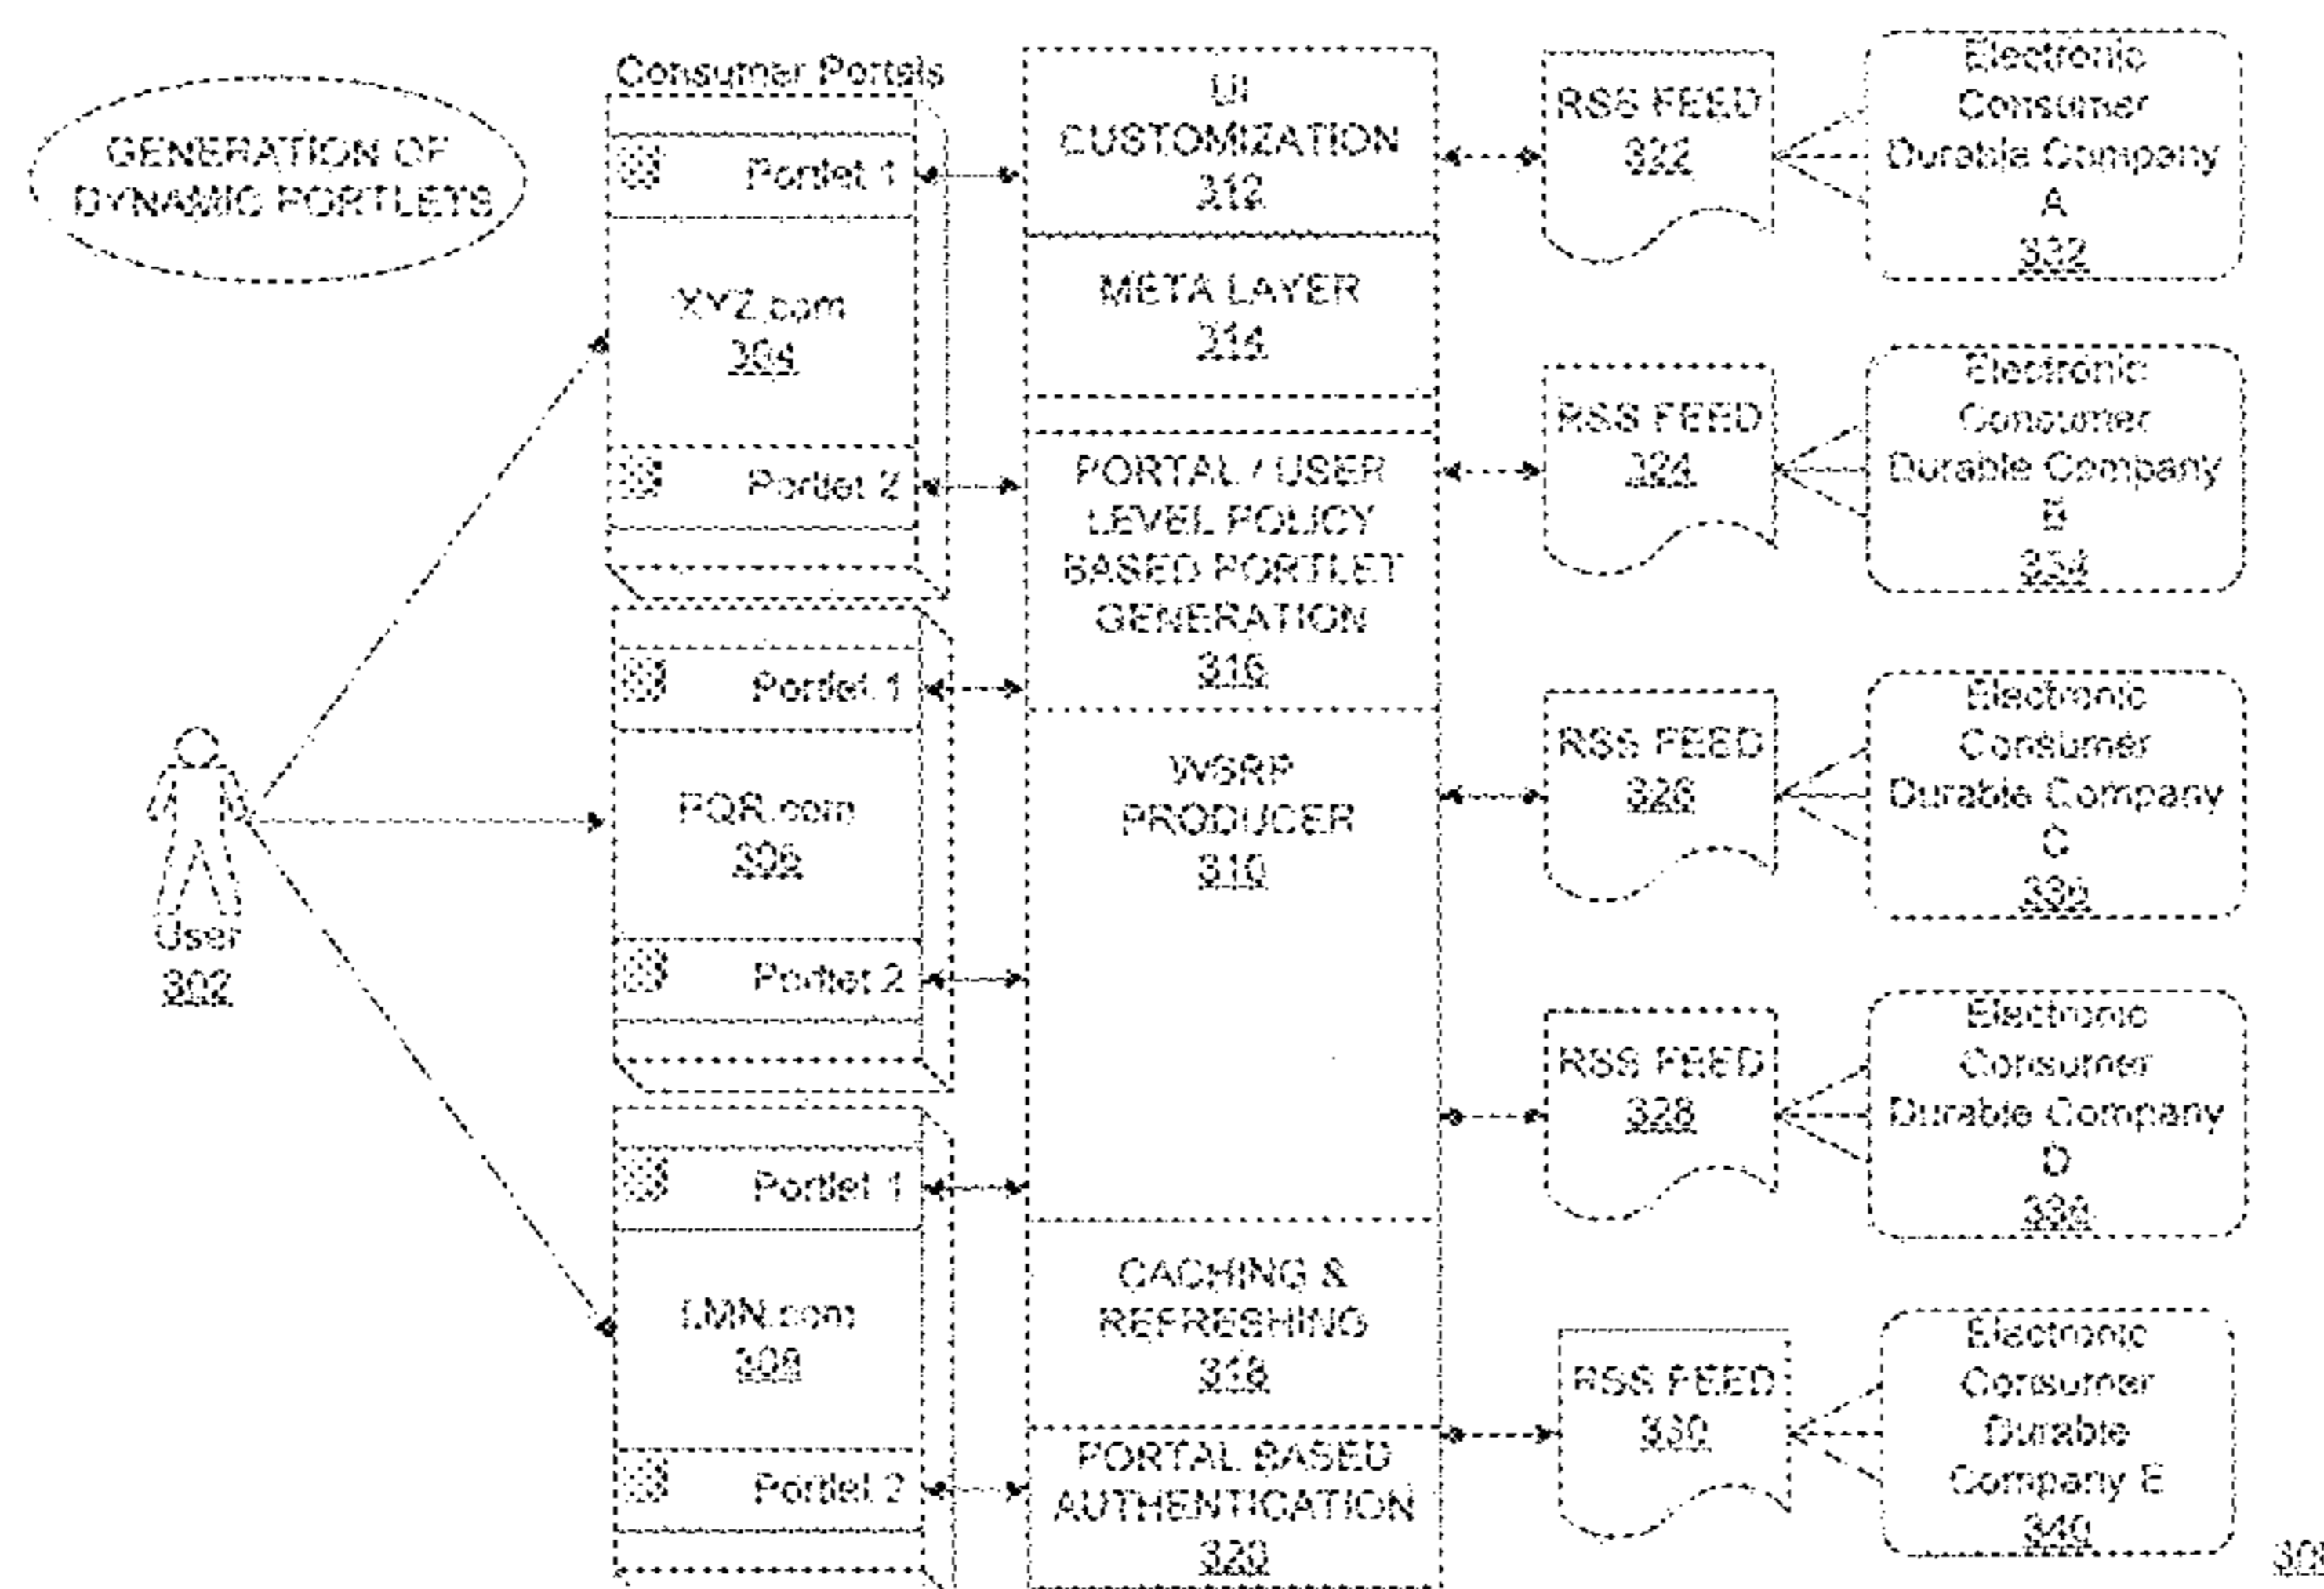 GENERATION OF
DYNAMIC PORTLETS
User
302
Consumer Portals
Portlet 1
XYZ.com
304
Portlet 2
Portlet 1
PQR.com
306
Portlet 2
Portlet 1
LMN.com
308
Portlet 2
UI
CUSTOMIZATION
312
META LAYER
314
PORTAL / USER
LEVEL POLICY
BASED PORTLET
GENERATION
316
WSRP
PRODUCER
310
CACHING &
REFRESHING
318
PORTAL BASED
AUTHENTICATION
320
RSS FEED
322
RSS FEED
324
RSS FEED
326
RSS FEED
328
RSS FEED
330
Electronic
Consumer
Durable Company
A
332
Electronic
Consumer
Durable Company
B
334
Electronic
Consumer
Durable Company
C
336
Electronic
Consumer
Durable Company
D
338
Electronic
Consumer
Durable
Company E
340